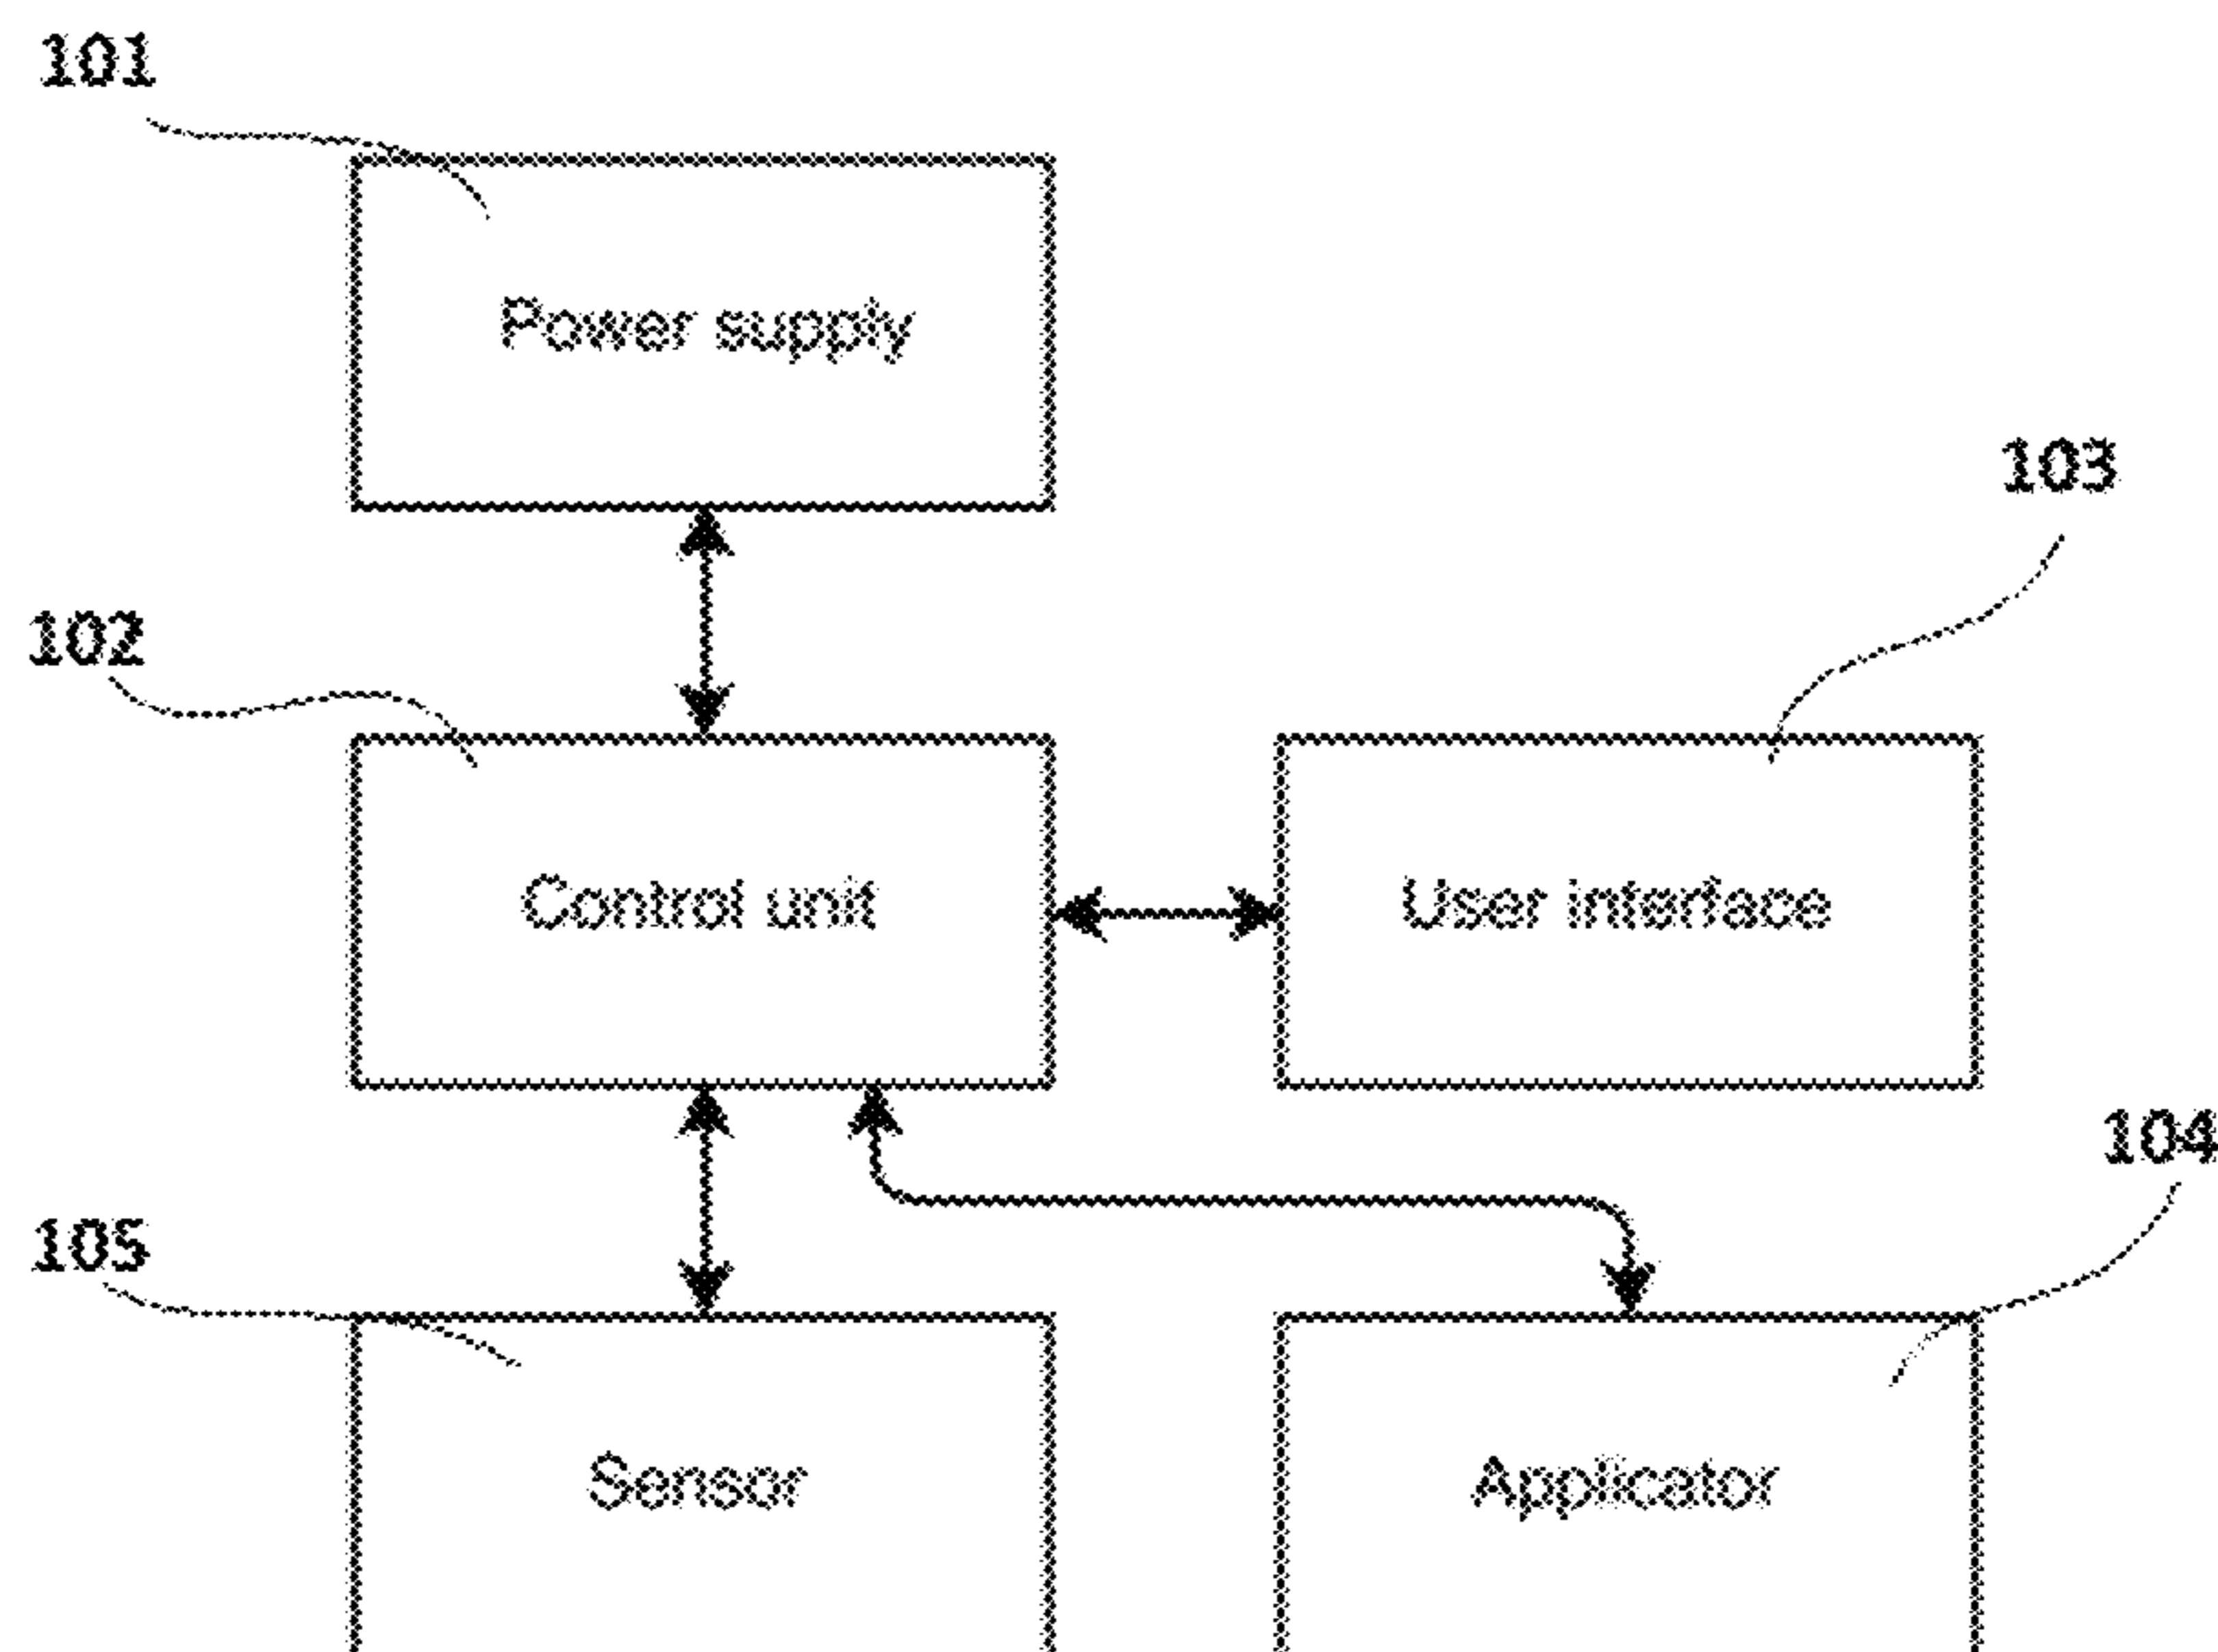 101
Power supply
103
102
Control unit
User interface
104
105
Sensor
Applicator